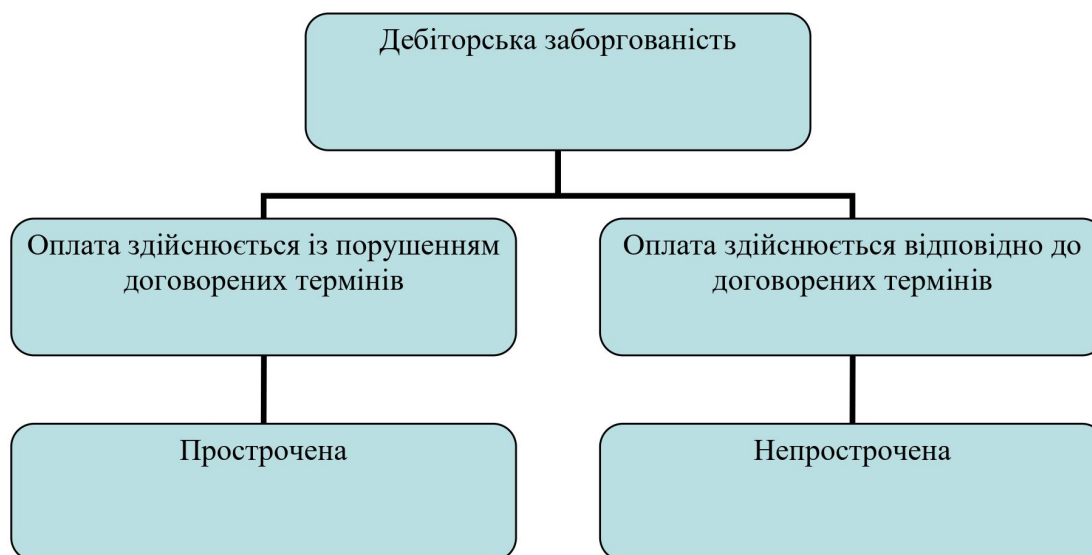 Дебіторська заборгованість
Оплата здійснюється із порушенням
договорених термінів
Оплата здійснюється відповідно до
договорених термінів
Прострочена
Непрострочена